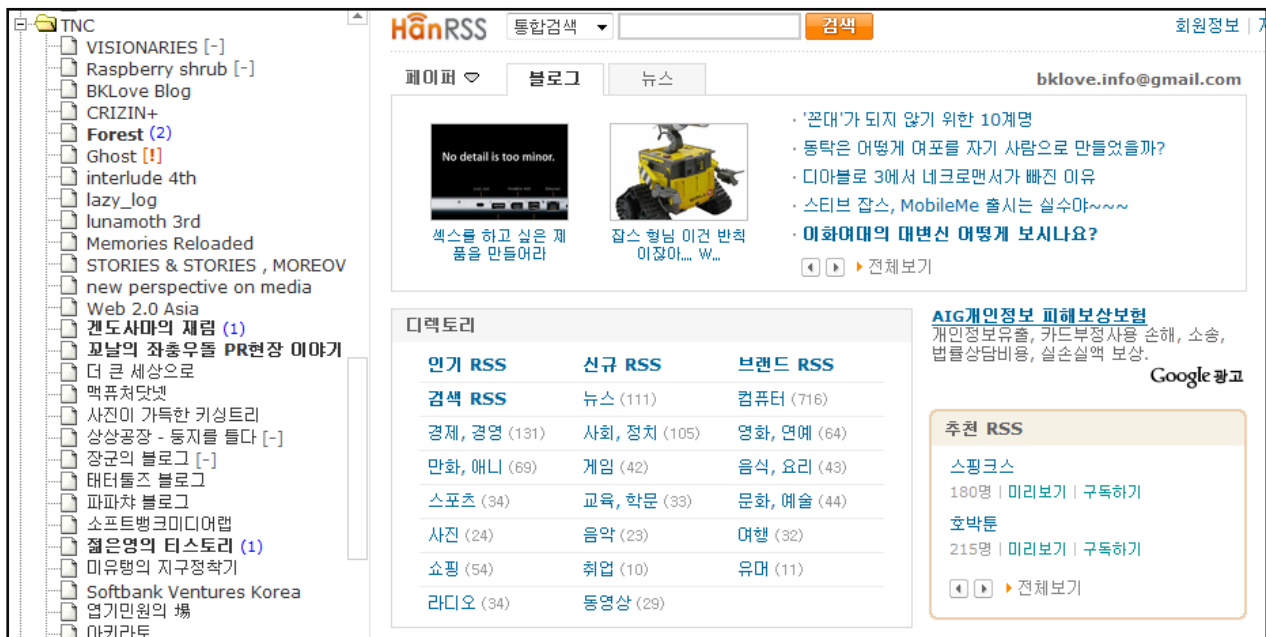 TNC
VISIONARIES [-]
Raspberry shrub [-]
BKLove Blog
CRIZIN+
Forest (2)
Ghost [!]
interlude 4th
lazy_log
lunamoth 3rd
Memories Reloaded
STORIES & STORIES , MOREOV
new perspective on media
Web 2.0 Asia
겐도사마의 재림 (1)
꼬날의 좌충우돌 PR현장 이야기
더 큰 세상으로
맥퓨처닷넷
사진이 가득한 키싱트리
상상공장 - 둥지를 틀다 [-]
장군의 블로그 [-]
태터툴즈 블로그
파파챠 블로그
소프트뱅크미디어랩
젊은영의 티스토리 (1)
미유탱의 지구정착기
Softbank Ventures Korea
엽기민원의 場
아키라토
HanRSS 통합검색 검색
회원정보 |
페이퍼 블로그 뉴스 bklove.info@gmail.com
No detail is too minor.
섹스를 하고 싶은 제
품을 만들어라
잡스 형님 이건 반칙
이잖아... W...
· '꼰대'가 되지 않기 위한 10계명
· 동탁은 어떻게 여포를 자기 사람으로 만들었을까?
· 디아블로 3에서 네크로맨서가 빠진 이유
· 스티브 잡스, MobileMe 출시는 실수야~~~
· 이화여대의 대변신 어떻게 보시나요?
전체보기
디렉토리
인기 RSS 신규 RSS 브랜드 RSS
검색 RSS 뉴스 (111) 컴퓨터 (716)
경제, 경영 (131) 사회, 정치 (105) 영화, 연예 (64)
만화, 애니 (69) 게임 (42) 음식, 요리 (43)
스포츠 (34) 교육, 학문 (33) 문화, 예술 (44)
사진 (24) 음악 (23) 여행 (32)
쇼핑 (54) 취업 (10) 유머 (11)
라디오 (34) 동영상 (29)
AIG개인정보 피해보상보험
개인정보유출, 카드부정사용 손해, 소송,
법률상담비용, 실손실액 보상.
Google 광고
추천 RSS
스핑크스
180명 | 미리보기 | 구독하기
호박툰
215명 | 미리보기 | 구독하기
전체보기